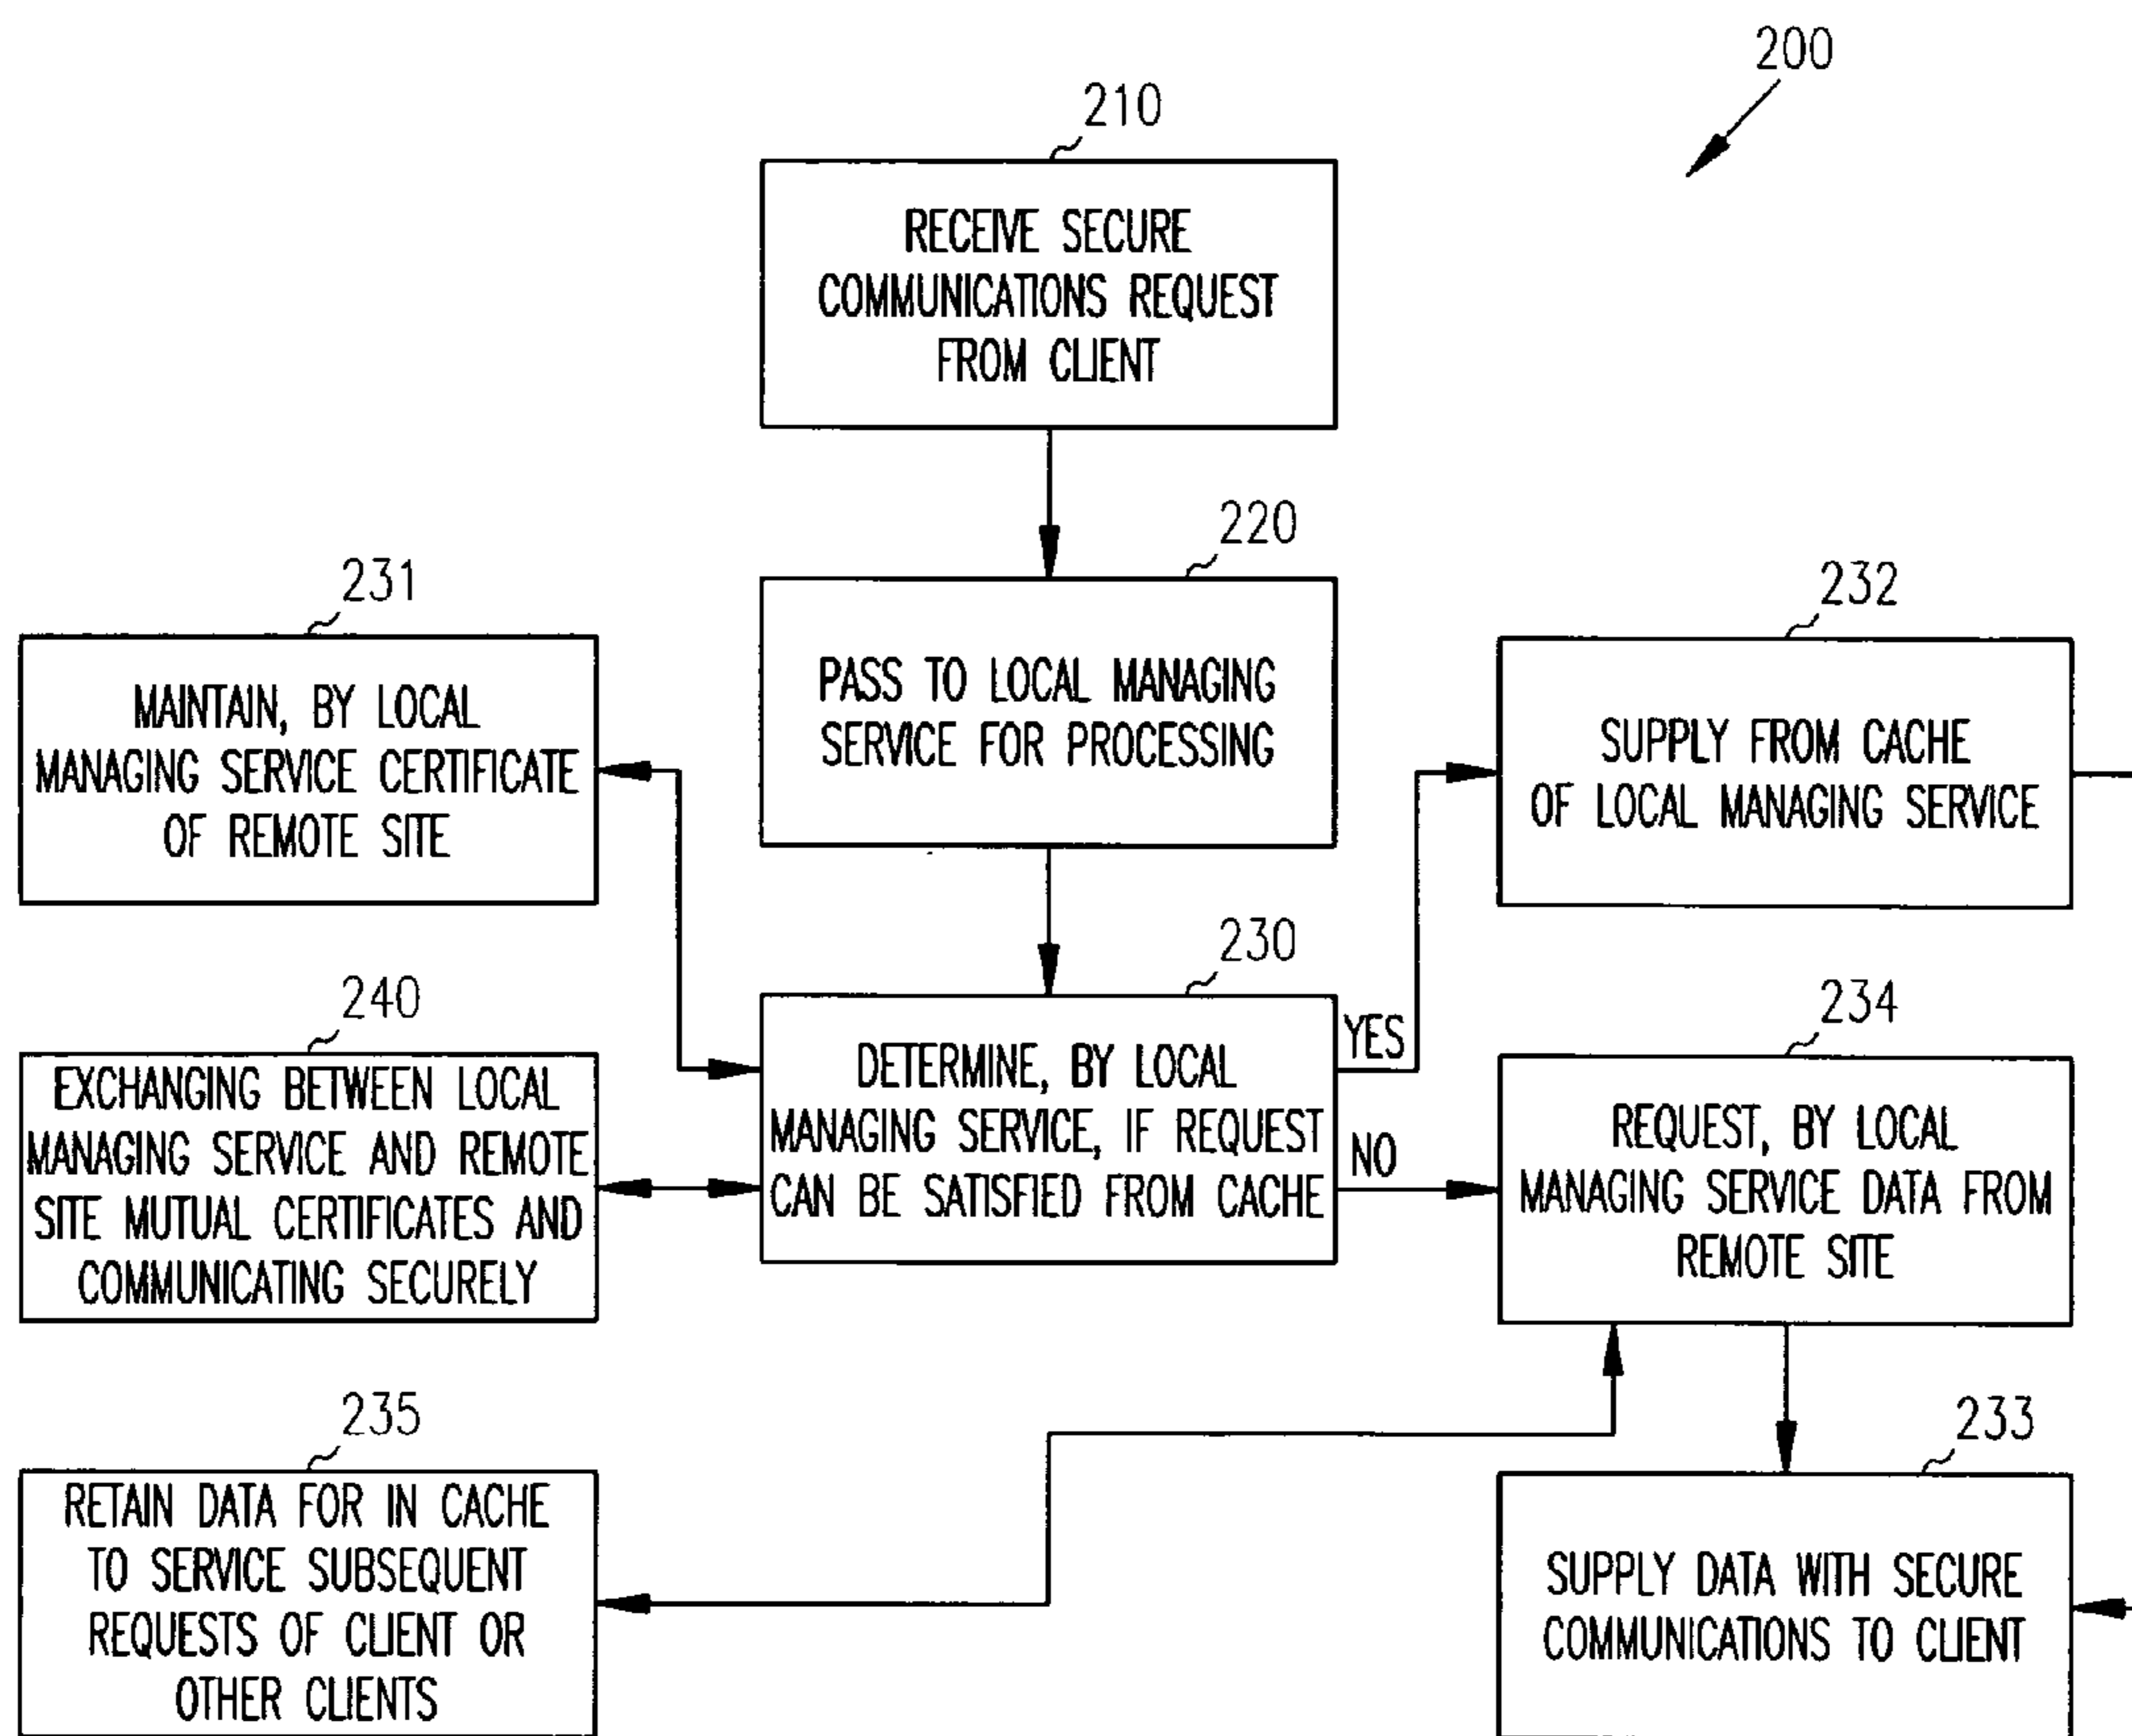 200
210
RECEIVE SECURE
COMMUNICATIONS REQUEST
FROM CLIENT
220
PASS TO LOCAL MANAGING
SERVICE FOR PROCESSING
231
MAINTAIN, BY LOCAL
MANAGING SERVICE CERTIFICATE
OF REMOTE SITE
232
SUPPLY FROM CACHE
OF LOCAL MANAGING SERVICE
230
DETERMINE, BY LOCAL
MANAGING SERVICE, IF REQUEST
CAN BE SATISFIED FROM CACHE
YES
NO
240
EXCHANGING BETWEEN LOCAL
MANAGING SERVICE AND REMOTE
SITE MUTUAL CERTIFICATES AND
COMMUNICATING SECURELY
234
REQUEST, BY LOCAL
MANAGING SERVICE DATA FROM
REMOTE SITE
235
RETAIN DATA FOR IN CACHE
TO SERVICE SUBSEQUENT
REQUESTS OF CLIENT OR
OTHER CLIENTS
233
SUPPLY DATA WITH SECURE
COMMUNICATIONS TO CLIENT